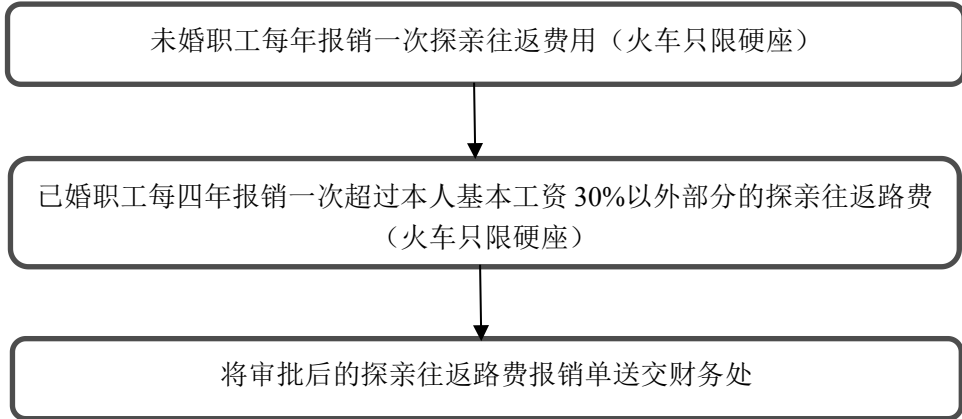 未婚职工每年报销一次探亲往返费用（火车只限硬座）
已婚职工每四年报销一次超过本人基本工资 30%以外部分的探亲往返路费
（火车只限硬座）
将审批后的探亲往返路费报销单送交财务处